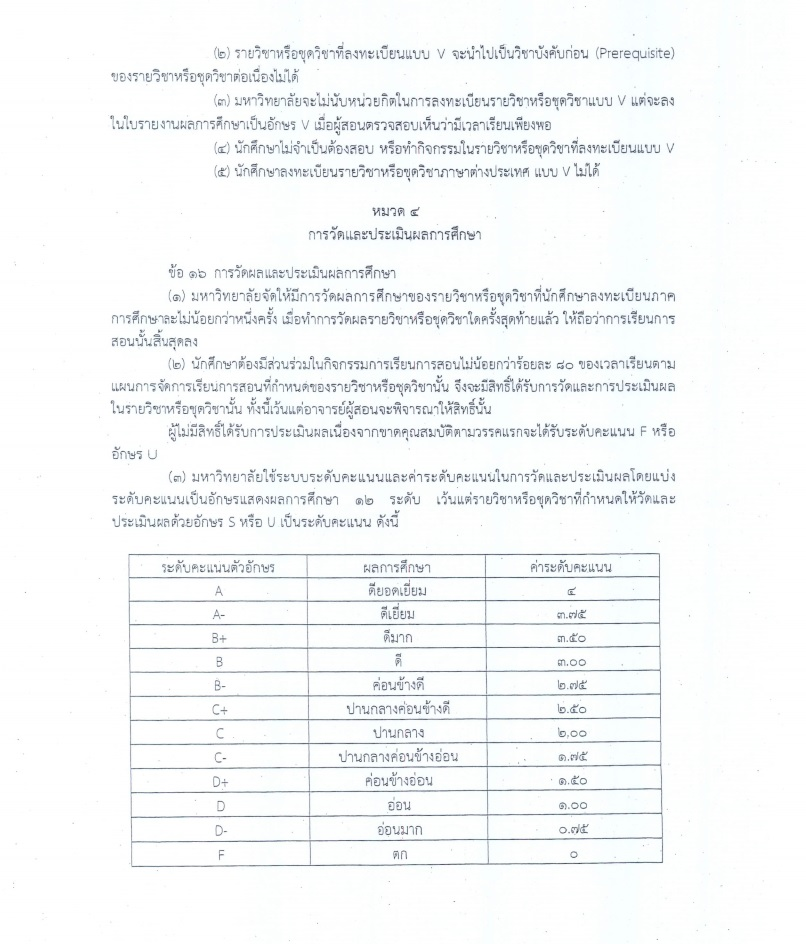 (๒) รายวิชาหรือชุดวิชาที่ลงทะเบียนแบบ V จะนำไปเป็นวิชาบังคับก่อน (Prerequisite)
ของรายวิชาหรือชุดวิชาต่อเนื่องไม่ได้
(๓) มหาวิทยาลัยจะไม่นับหน่วยกิตในการลงทะเบียนรายวิชาหรือชุดวิชาแบบ V แต่จะลง
ในใบรายงานผลการศึกษาเป็นอักษร V เมื่อผู้สอนตรวจสอบเห็นว่ามีเวลาเรียนเพียงพอ
(๔) นักศึกษาไม่จำเป็นต้องสอบ หรือทำกิจกรรมในรายวิชาหรือชุดวิชาที่ลงทะเบียนแบบ V
(๕) นักศึกษาลงทะเบียนรายวิชาหรือชุดวิชาภาษาต่างประเทศ แบบ V ไม่ได้
หมวด ๔
การวัดและประเมินผลการศึกษา
ข้อ ๑๖ การวัดผลและประเมินผลการศึกษา
(๑) มหาวิทยาลัยจัดให้มีการวัดผลการศึกษาของรายวิชาหรือชุดวิชาที่นักศึกษาลงทะเบียนภาค
การศึกษาละไม่น้อยกว่าหนึ่งครั้ง เมื่อทำการวัดผลรายวิชาหรือชุดวิชาใดครั้งสุดท้ายแล้ว ให้ถือว่าการเรียนการ
สอนนั้นสิ้นสุดลง
(๒) นักศึกษาต้องมีส่วนร่วมในกิจกรรมการเรียนการสอนไม่น้อยกว่าร้อยละ ๘๐ ของเวลาเรียนตาม
แผนการจัดการเรียนการสอนที่กำหนดของรายวิชาหรือชุดวิชานั้น จึงจะมีสิทธิ์ได้รับการวัดและการประเมินผล
ในรายวิชาหรือชุดวิชานั้น ทั้งนี้เว้นแต่อาจารย์ผู้สอนจะพิจารณาให้สิทธิ์นั้น
ผู้ไม่มีสิทธิ์ได้รับการประเมินผลเนื่องจากขาดคุณสมบัติตามวรรคแรกจะได้รับระดับคะแนน F หรือ
อักษร U
(๓) มหาวิทยาลัยใช้ระบบระดับคะแนนและค่าระดับคะแนนในการวัดและประเมินผลโดยแบ่ง
ระดับคะแนนเป็นอักษรแสดงผลการศึกษา ๑๒ ระดับ เว้นแต่รายวิชาหรือชุดวิชาที่กำหนดให้วัดและ
ประเมินผลด้วยอักษร S หรือ U เป็นระดับคะแนน ดังนี้
ระดับคะแนนตัวอักษร ผลการศึกษา ค่าระดับคะแนน
A ดียอดเยี่ยม ๔
A- ดีเยี่ยม ๓.๗๕
B+ ดีมาก ๓.๕๐
B ดี ๓.๐๐
B- ค่อนข้างดี ๒.๗๕
C+ ปานกลางค่อนข้างดี ๒.๕๐
C ปานกลาง ๒.๐๐
C- ปานกลางค่อนข้างอ่อน ๑.๗๕
D+ ค่อนข้างอ่อน ๑.๕๐
D อ่อน ๑.๐๐
D- อ่อนมาก ๐.๗๕
F ตก ๐